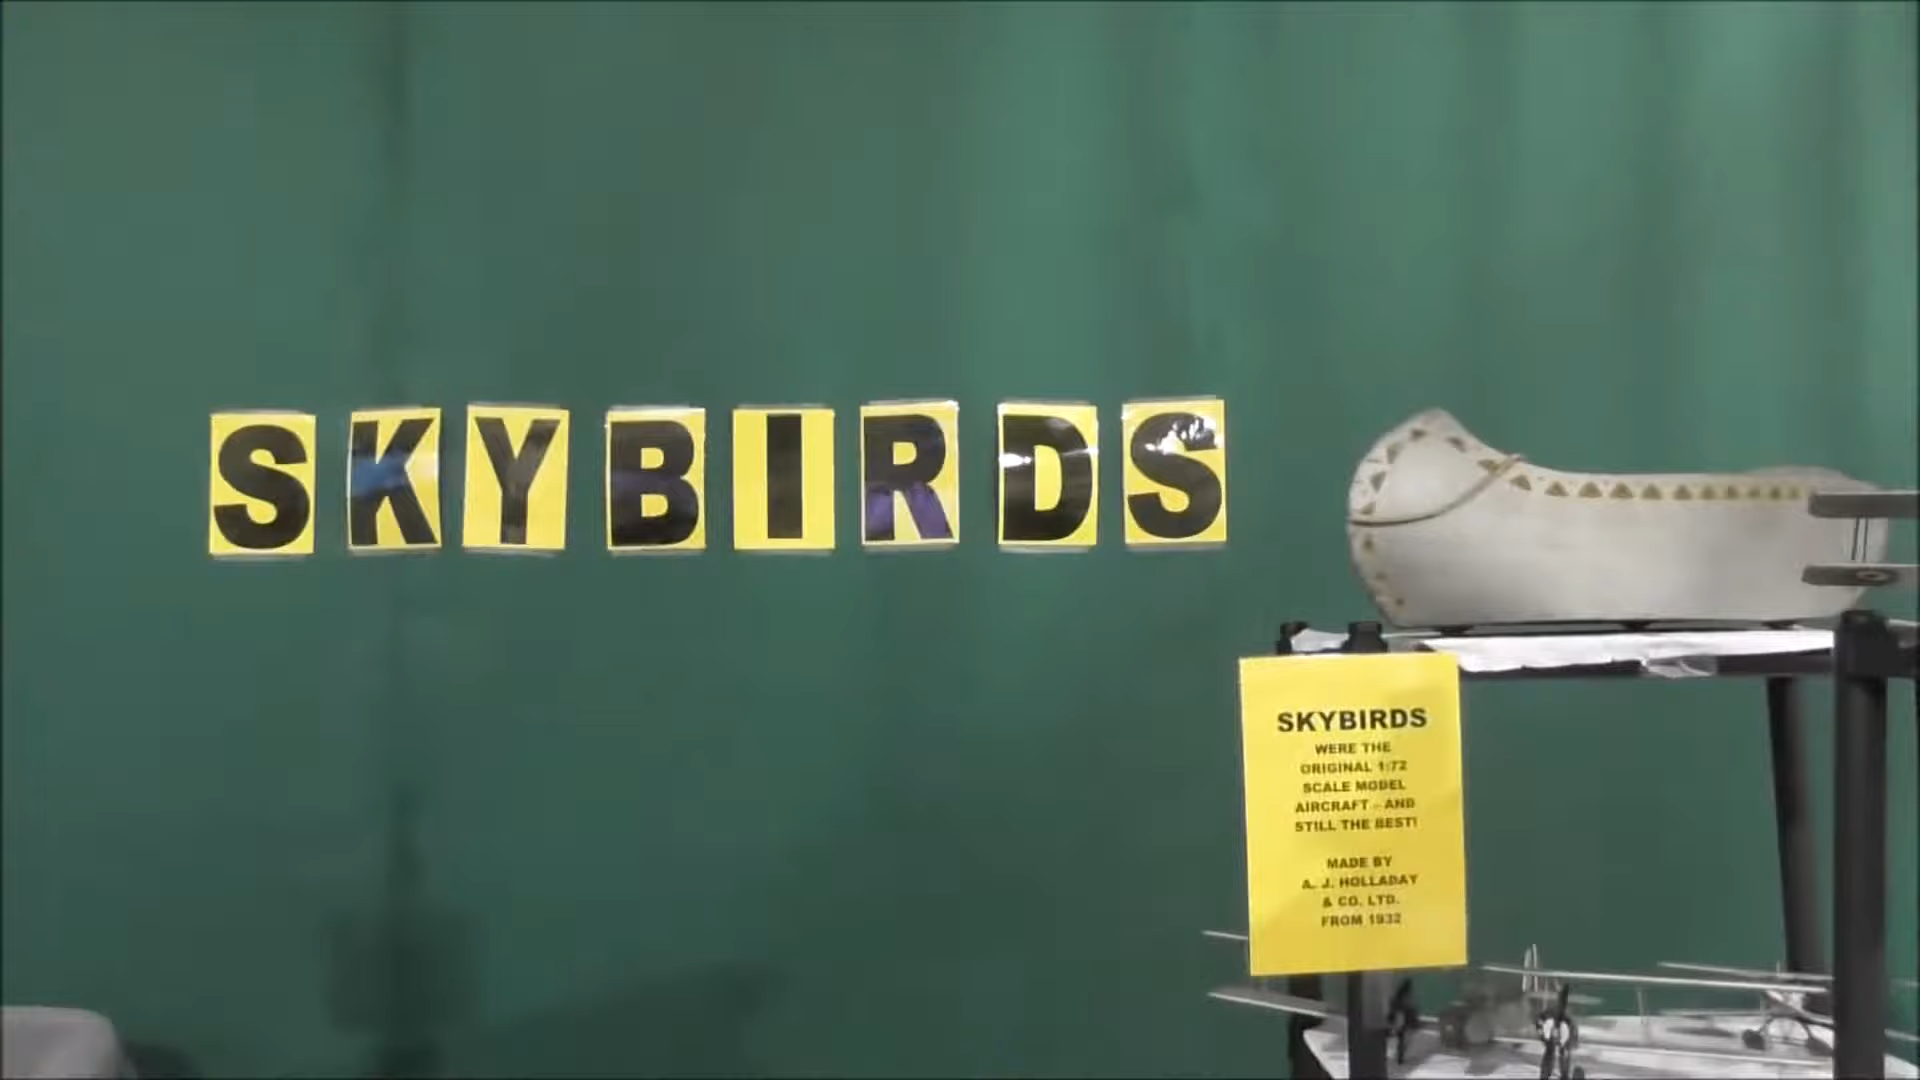 SKYBIRDS
SKYBIRDS
WERE THE
ORIGINAL 1:72
SCALE MODEL
AIRCRAFT - AND
STILL THE BEST!
MADE BY
A. J. HOLLADAY
& CO. LTD.
FROM 1932